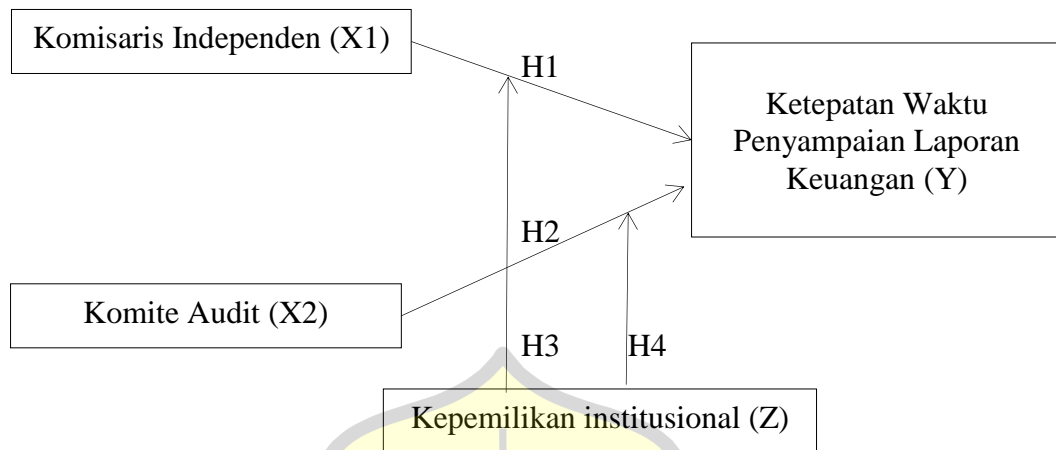 Komisaris Independen (X1)
H1
Ketepatan Waktu
Penyampaian Laporan
Keuangan (Y)
H2
Komite Audit (X2)
H3
H4
Kepemilikan institusional (Z)